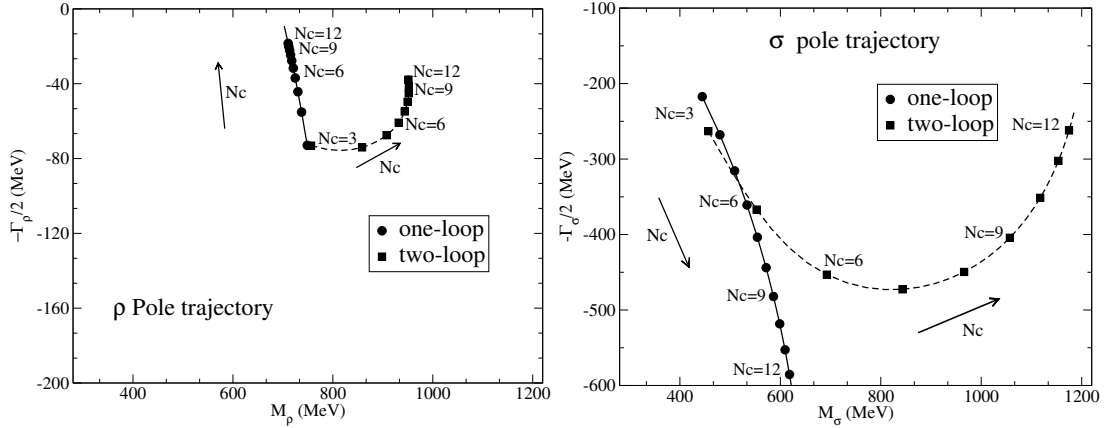 0
-40
-80
-120
-160
-200
−Γρ/2 (MeV)
Nc=12
Nc=9
Nc=6
Nc
Nc=3
Nc=12
Nc=9
Nc=6
Nc
one-loop
two-loop
ρ Pole trajectory
400 600 800 1000 1200
Mρ (MeV)
-100
-200
-300
-400
-500
-600
-Γσ/2 (MeV)
σ pole trajectory
one-loop
two-loop
Nc=3
Nc=12
Nc=6
Nc
Nc=9
Nc=6
Nc=9
Nc
Nc=12
400 600 800 1000 1200
Mσ (MeV)